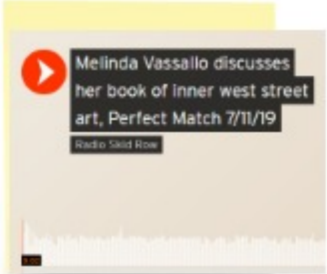 Melinda Vassallo discusses
her book of inner west street
art, Perfect Match 7/11/19
Radio Skid Row